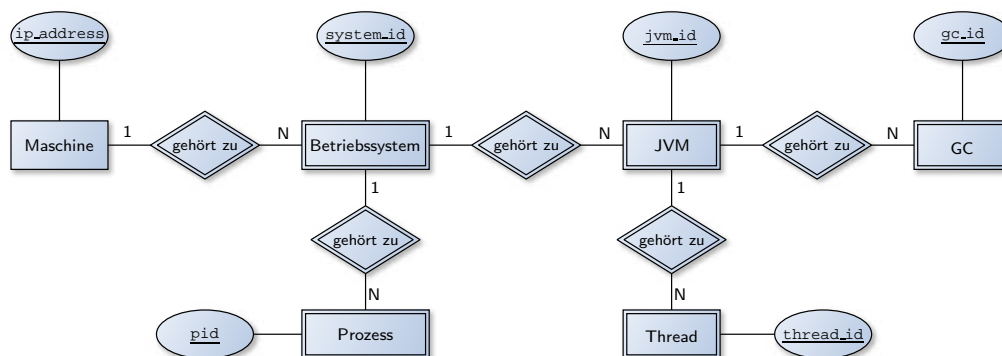 ip_address
system_id
jvm_id
gc_id
Maschine
1
gehört zu
N
Betriebssystem
1
gehört zu
N
JVM
1
gehört zu
N
GC
1
gehört zu
N
1
gehört zu
N
pid
Prozess
Thread
thread_id